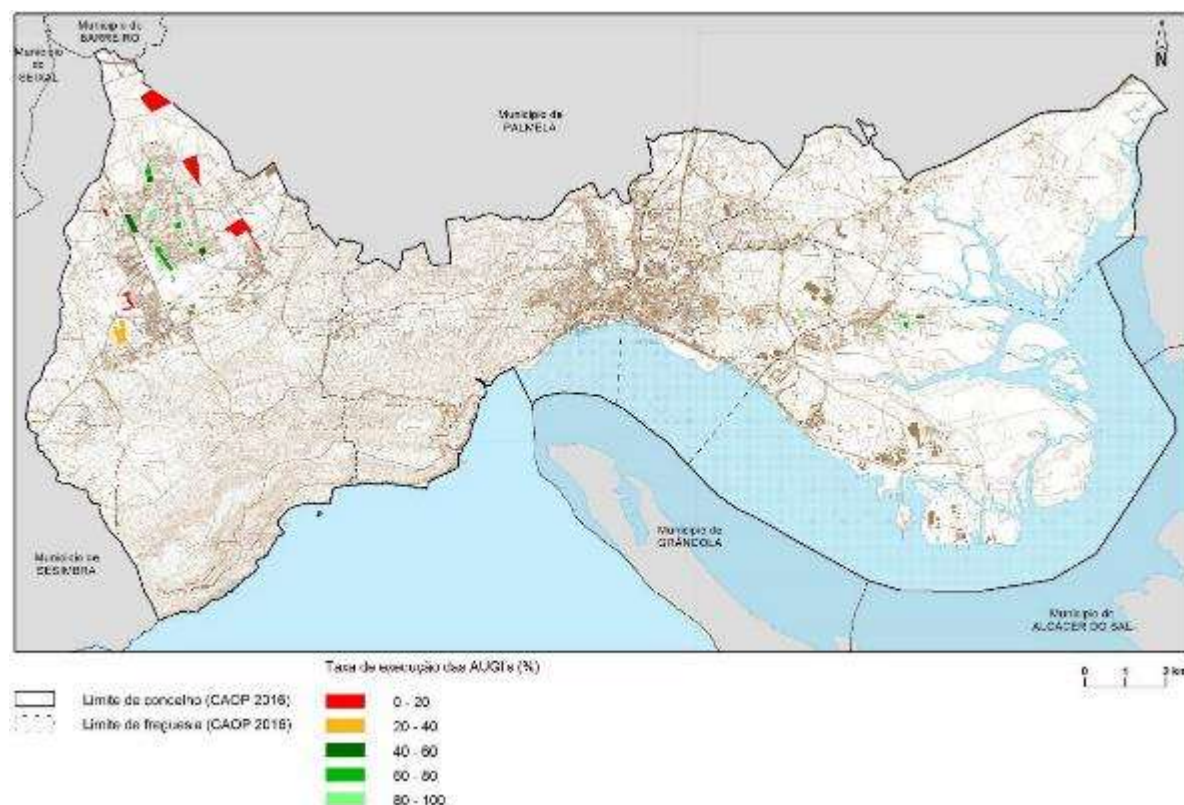 Município do
BARREIRO
Município
do
SEIXAL
N
Município de
PALMELA
Município de
GRÂNDOLA
Município de
SESIMBRA
Município de
ALCÁCER DO SAL
Taxa de execução das AUGI's (%)
0 1 3 km
Limite de concelho (CAOP 2016)
0 - 20
Limite de freguesia (CAOP 2016)
20 - 40
40 - 60
60 - 80
80 - 100